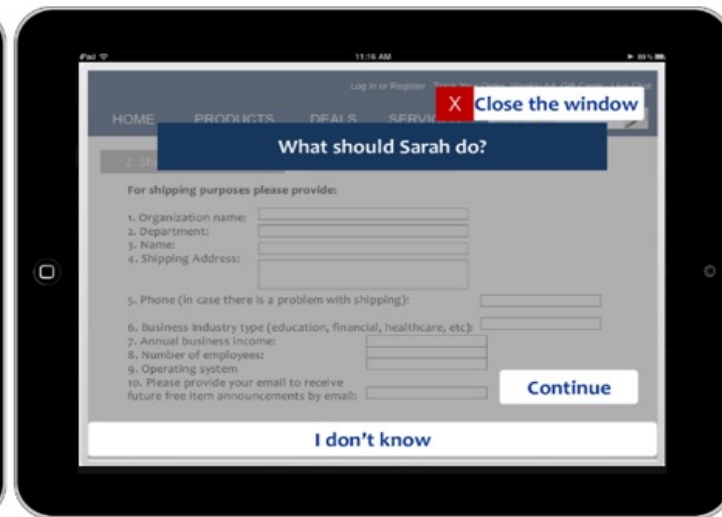 iPad
11:16 AM
Log in or Register
X Close the window
HOME PRODUCTS DEALS
What should Sarah do?
For shipping purposes please provide:
1. Organization name:
2. Department:
3. Name:
4. Shipping Address:
5. Phone (in case there is a problem with shipping):
6. Business Industry type (education, financial, healthcare, etc):
7. Annual business income:
8. Number of employees:
9. Operating system
10. Please provide your email to receive
future free item announcements by email:
Continue
I don't know